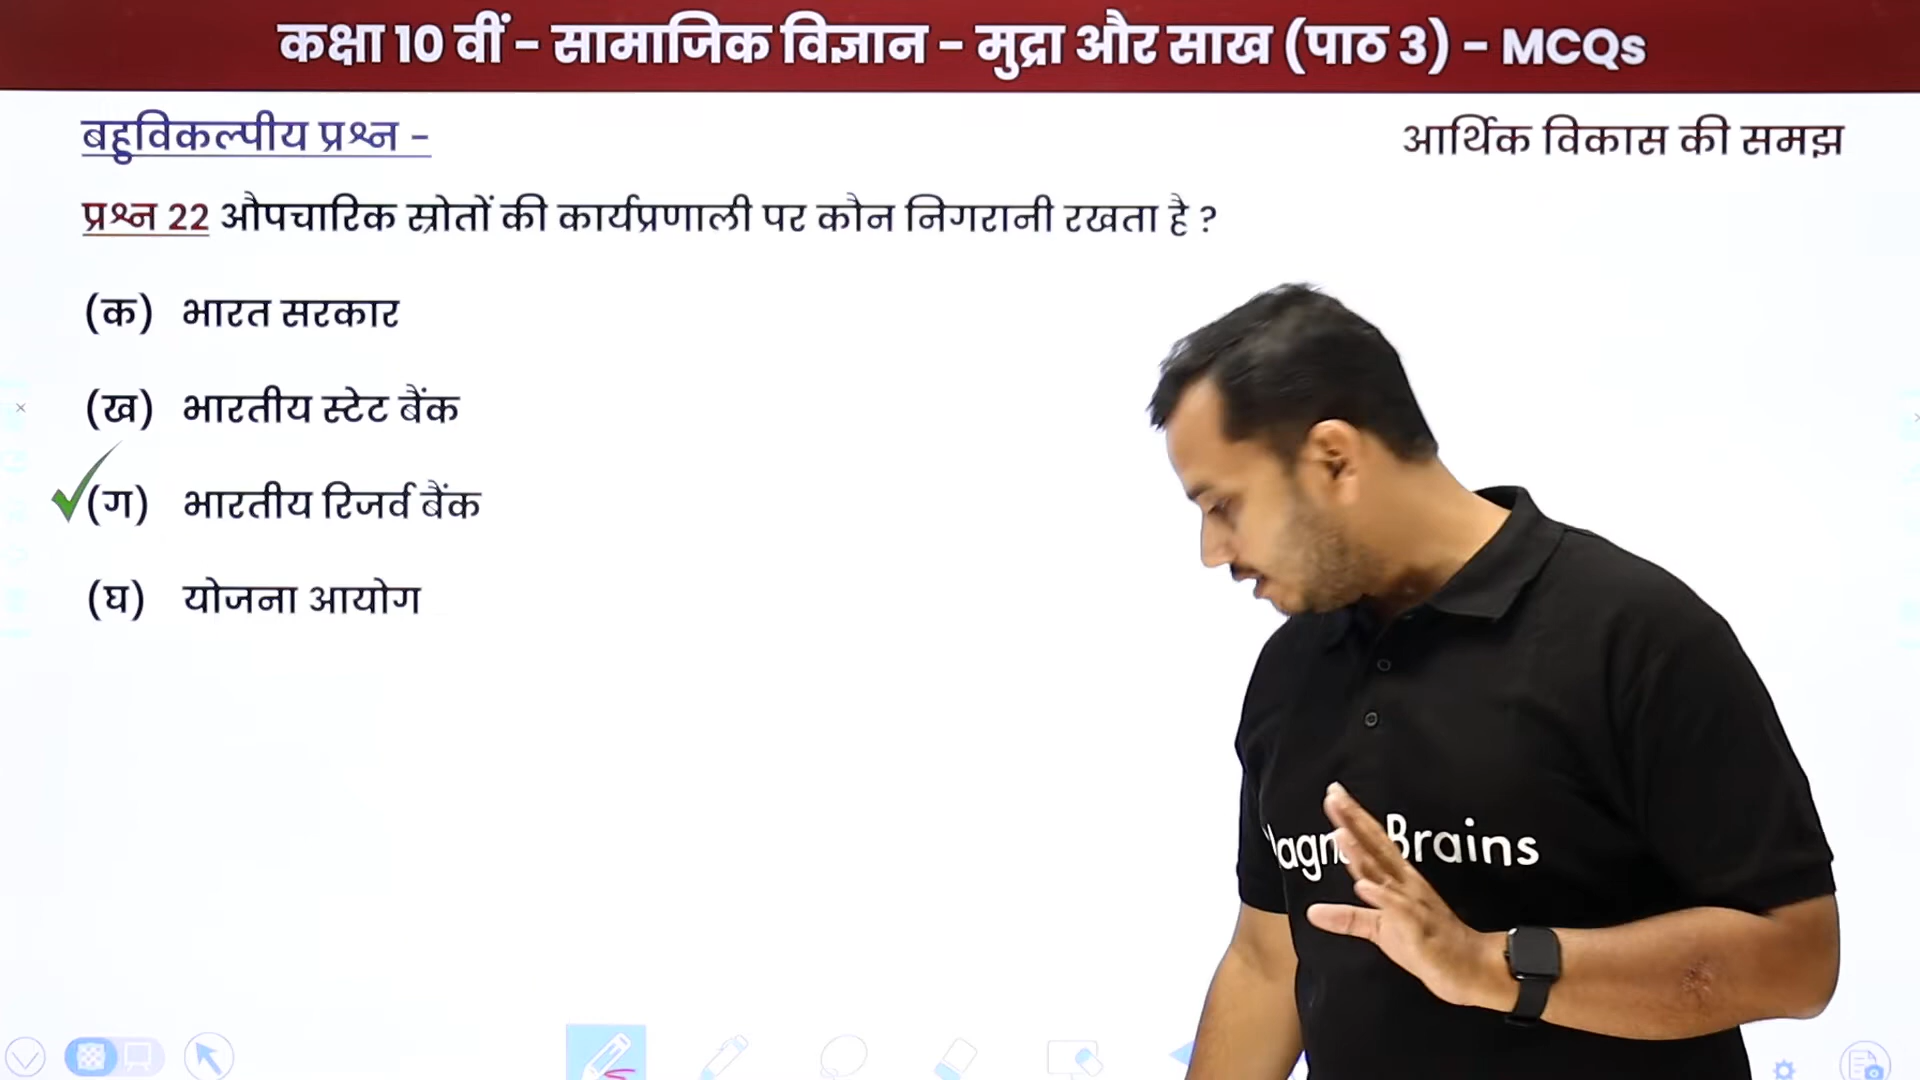 कक्षा 10 वीं - सामाजिक विज्ञान - मुद्रा और साख (पाठ 3) - MCQs
बहुविकल्पीय प्रश्न -
आर्थिक विकास की समझ
प्रश्न 22 औपचारिक स्रोतों की कार्यप्रणाली पर कौन निगरानी रखता है ?
(क) भारत सरकार
(ख) भारतीय स्टेट बैंक
(ग) भारतीय रिजर्व बैंक
(घ) योजना आयोग
Brains